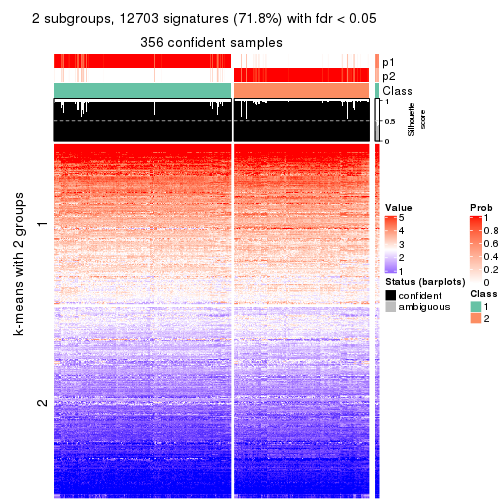 2 subgroups, 12703 signatures (71.8%) with fdr < 0.05
356 confident samples
p1
p2
Class
1
0.5
0
Silhouette
score
k-means with 2 groups
1
2
Value
5
4
3
2
1
Status (barplots)
confident
ambiguous
Prob
1
0.8
0.6
0.4
0.2
0
Class
1
2